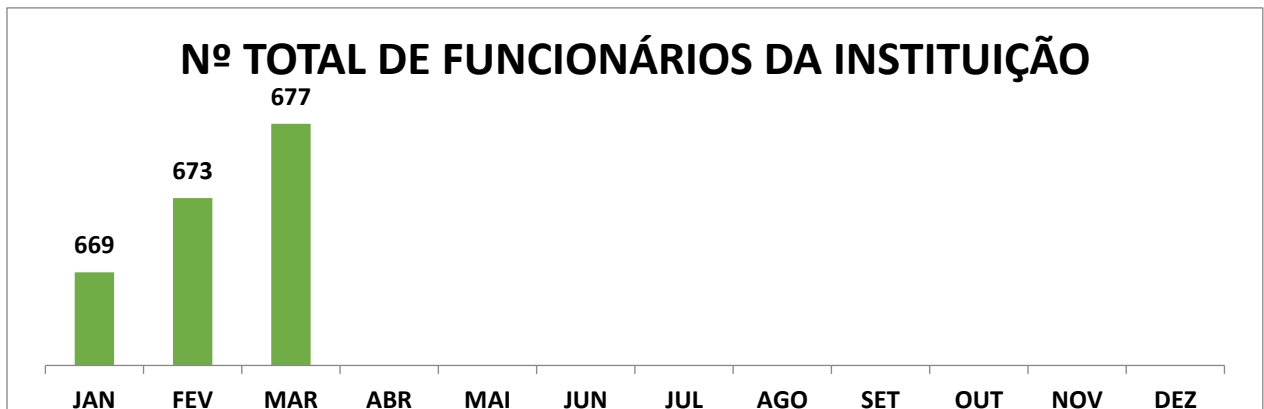 Nº TOTAL DE FUNCIONÁRIOS DA INSTITUIÇÃO
677
673
669
JAN FEV MAR ABR MAI JUN JUL AGO SET OUT NOV DEZ